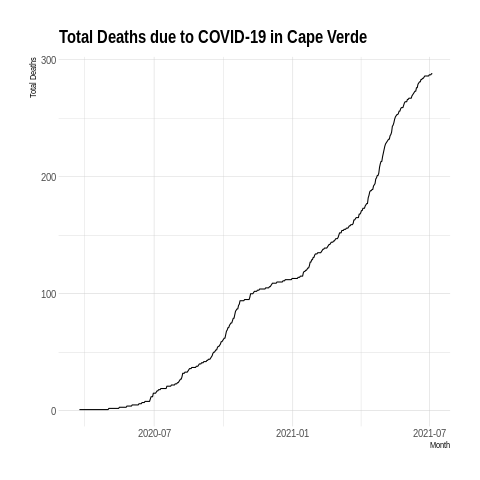 Total Deaths due to COVID-19 in Cape Verde
Total Deaths
300
200
100
0
2020-07
2021-01
2021-07
Month